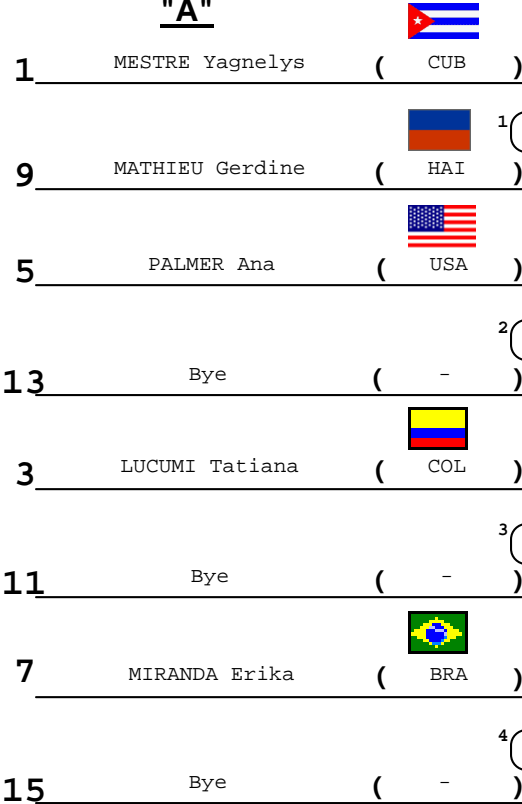 "A"
1 MESTRE Yagnelys ( CUB )
1
9 MATHIEU Gerdine ( HAI )
5 PALMER Ana ( USA )
2
13 Bye ( - )
3 LUCUMI Tatiana ( COL )
3
11 Bye ( - )
7 MIRANDA Erika ( BRA )
4
15 Bye ( - )